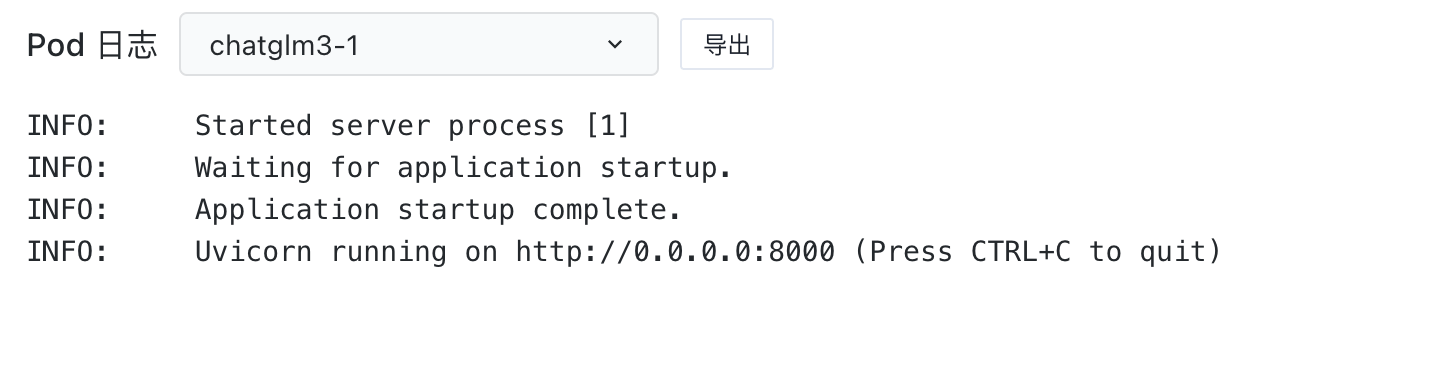 Pod 日志 chatglm3-1 导出
INFO:     Started server process [1]
INFO:     Waiting for application startup.
INFO:     Application startup complete.
INFO:     Uvicorn running on http://0.0.0.0:8000 (Press CTRL+C to quit)